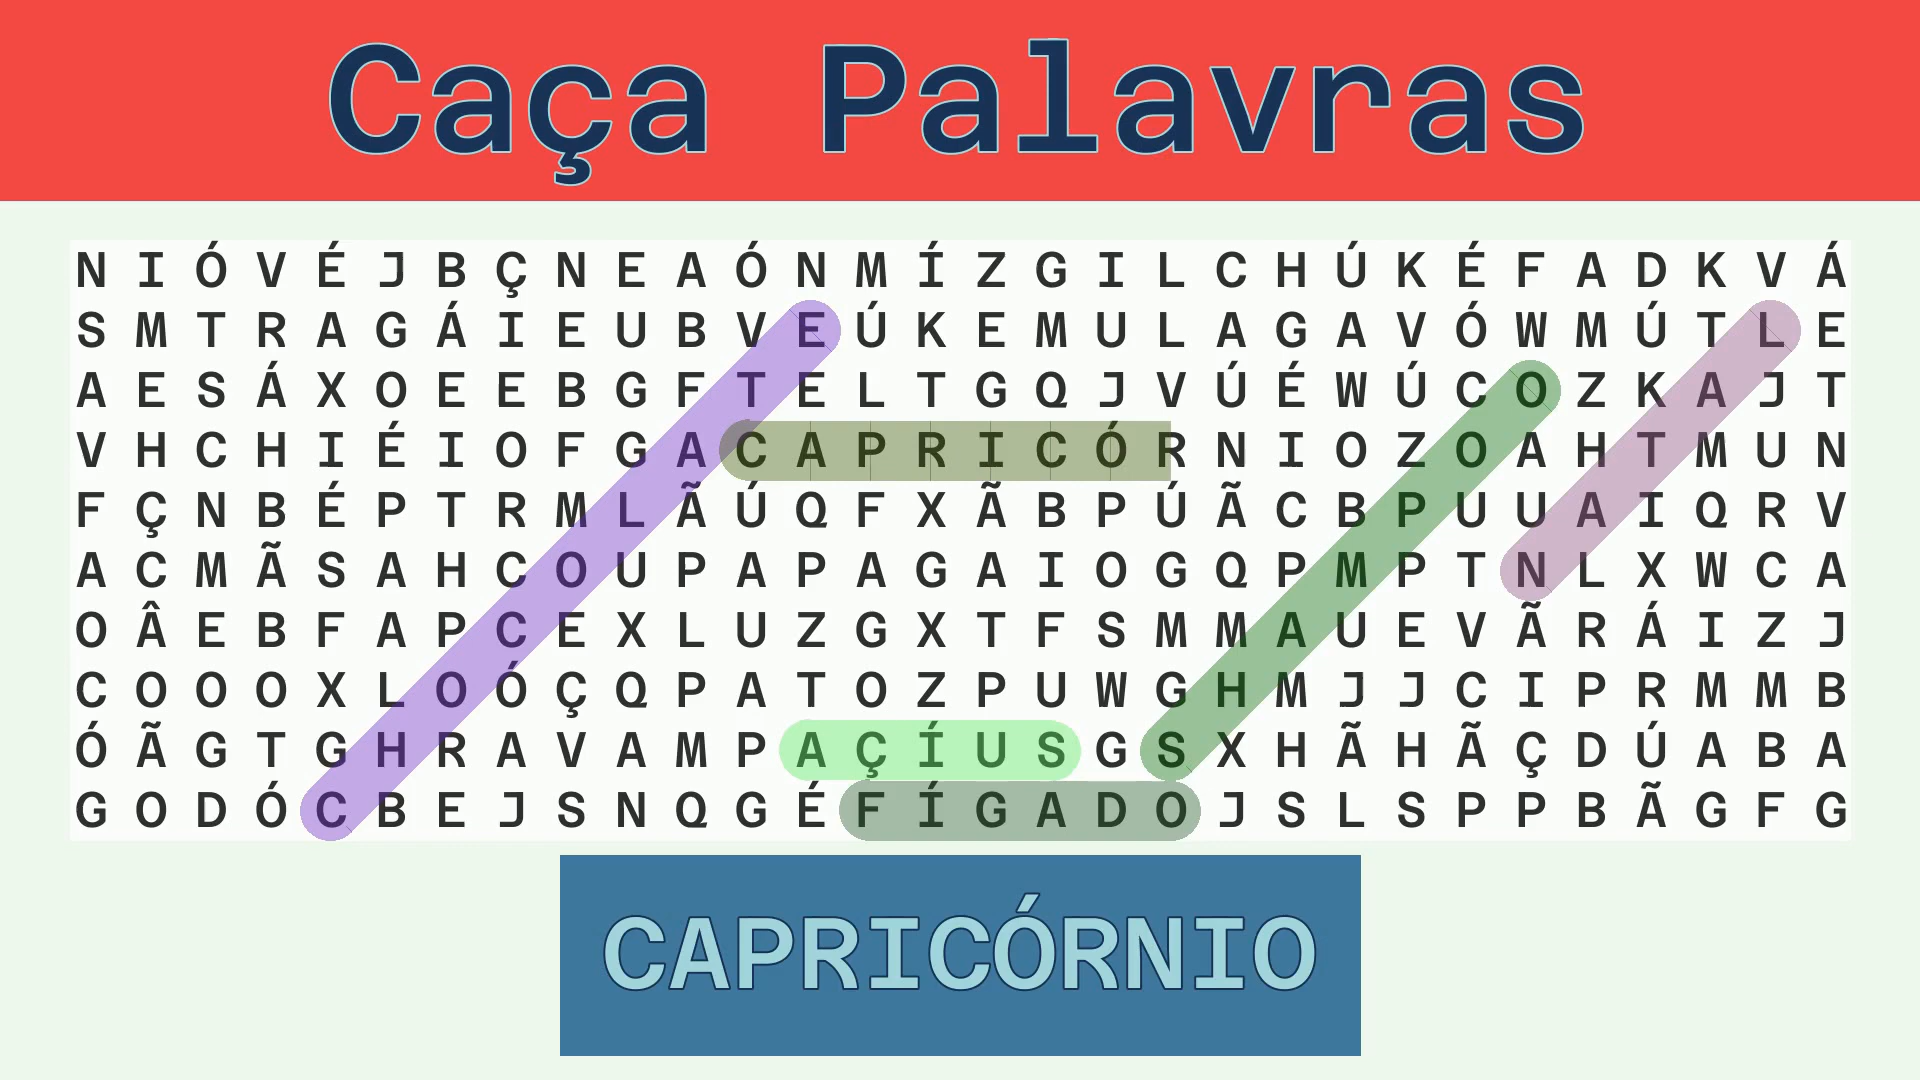 Caça Palavras
N I Ó V É J B Ç N E A Ó N M Í Z G I L C H Ú K É F A D K V Á
S M T R A G Á I E U B V E Ú K E M U L A G A V Ó W M Ú T L E
A E S Á X O E E B G F T E L T G Q J V Ú É W Ú C O Z K A J T
V H C H I É I O F G A C A P R I C Ó R N I O Z O A H T M U N
F Ç N B É P T R M L Ã Ú Q F X Ã B P Ú Ã C B P U U A I Q R V
A C M Ã S A H C O U P A P A G A I O G Q P M P T N L X W C A
O Â E B F A P C E X L U Z G X T F S M M A U E V Ã R Á I Z J
C O O O X L O Ó Ç Q P A T O Z P U W G H M J J C I P R M M B
Ó Ã G T G H R A V A M P A Ç Í U S G S X H Ã H Ã Ç D Ú A B A
G O D Ó C B E J S N Q G É F Í G A D O J S L S P P B Ã G F G
CAPRICÓRNIO